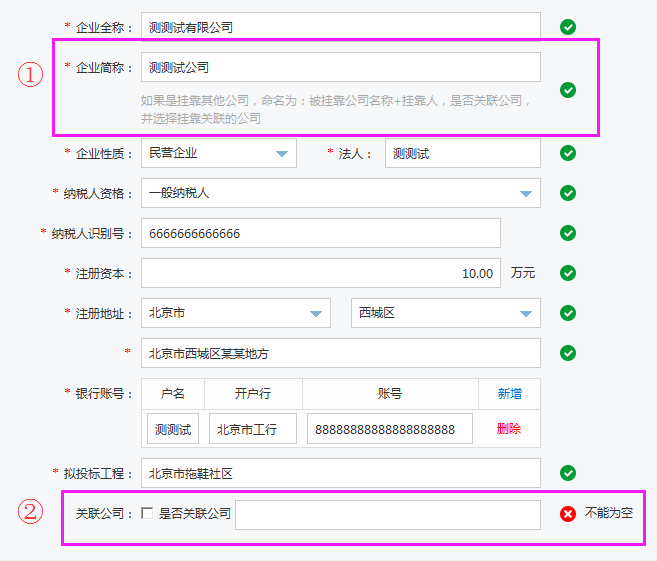 * 企业全称： 测测试有限公司
① * 企业简称： 测测试公司
如果是挂靠其他公司，命名为：被挂靠公司名称+挂靠人，是否关联公司，
并选择挂靠关联的公司
* 企业性质： 民营企业 * 法人： 测测试
* 纳税人资格： 一般纳税人
* 纳税人识别号： 6666666666666
* 注册资本： 10.00 万元
* 注册地址： 北京市 西城区
* 北京市西城区某某地方
* 银行账号： 户名 开户行 账号 新增
测测试 北京市工行 88888888888888888888 删除
* 拟投标工程： 北京市拖鞋社区
② 关联公司： 是否关联公司 不能为空